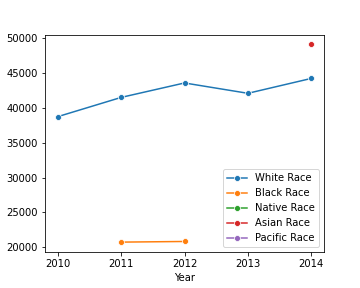 50000
45000
40000
35000
30000
25000
20000
White Race
Black Race
Native Race
Asian Race
Pacific Race
2010 2011 2012 2013 2014
Year